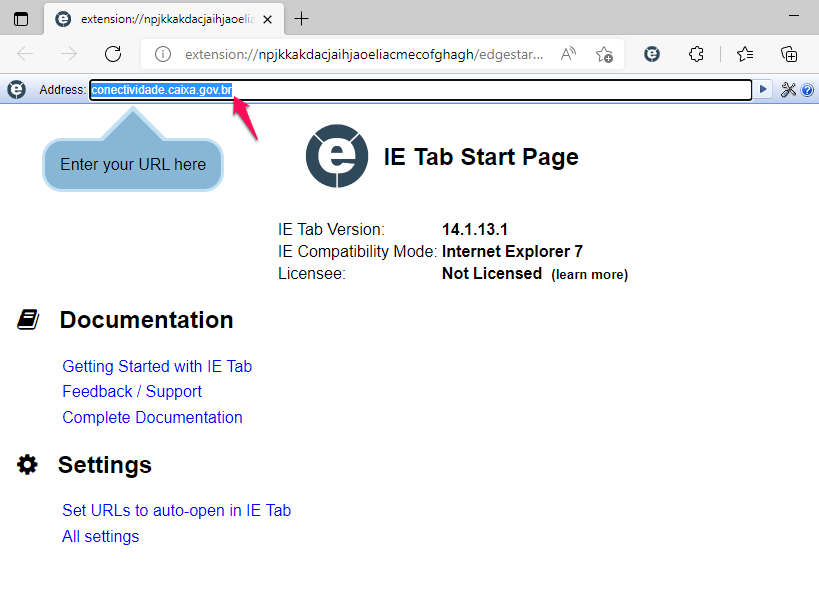 extension://npjkkakdacjaihjaoelia
extension://npjkkakdacjaihjaoeliacmecofghagh/edgestar...
Address: conectividade.caixa.gov.br
Enter your URL here
IE Tab Start Page
IE Tab Version: 14.1.13.1
IE Compatibility Mode: Internet Explorer 7
Licensee: Not Licensed (learn more)
Documentation
Getting Started with IE Tab
Feedback / Support
Complete Documentation
Settings
Set URLs to auto-open in IE Tab
All settings